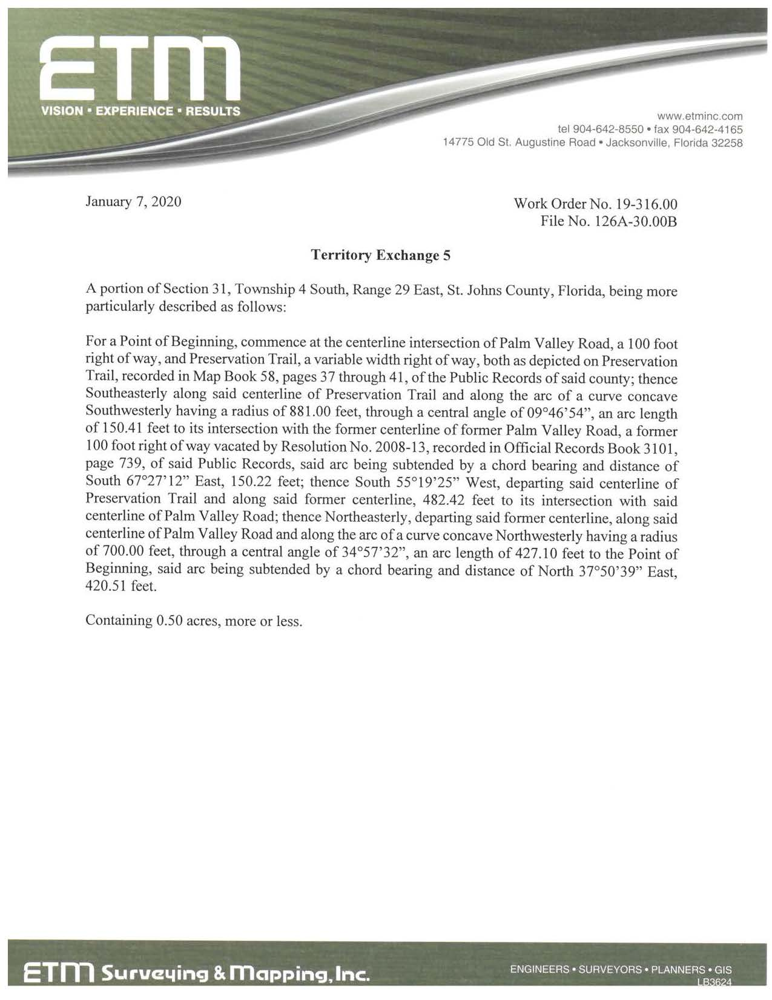 ETM
VISION • EXPERIENCE • RESULTS
www.etminc.com
tel 904-642-8550 • fax 904-642-4165
14775 Old St. Augustine Road • Jacksonville, Florida 32258
January 7, 2020
Work Order No. 19-316.00
File No. 126A-30.00B
Territory Exchange 5
A portion of Section 31, Township 4 South, Range 29 East, St. Johns County, Florida, being more
particularly described as follows:
For a Point of Beginning, commence at the centerline intersection of Palm Valley Road, a 100 foot
right of way, and Preservation Trail, a variable width right of way, both as depicted on Preservation
Trail, recorded in Map Book 58, pages 37 through 41, of the Public Records of said county; thence
Southeasterly along said centerline of Preservation Trail and along the arc of a curve concave
Southwesterly having a radius of 881.00 feet, through a central angle of 09°46’54”, an arc length
of 150.41 feet to its intersection with the former centerline of former Palm Valley Road, a former
100 foot right of way vacated by Resolution No. 2008-13, recorded in Official Records Book 3101,
page 739, of said Public Records, said arc being subtended by a chord bearing and distance of
South 67°27’12” East, 150.22 feet; thence South 55°19’25” West, departing said centerline of
Preservation Trail and along said former centerline, 482.42 feet to its intersection with said
centerline of Palm Valley Road; thence Northeasterly, departing said former centerline, along said
centerline of Palm Valley Road and along the arc of a curve concave Northwesterly having a radius
of 700.00 feet, through a central angle of 34°57’32”, an arc length of 427.10 feet to the Point of
Beginning, said arc being subtended by a chord bearing and distance of North 37°50’39” East,
420.51 feet.
Containing 0.50 acres, more or less.
ETM Surveying & Mapping, Inc.
ENGINEERS • SURVEYORS • PLANNERS • GIS
LB3624